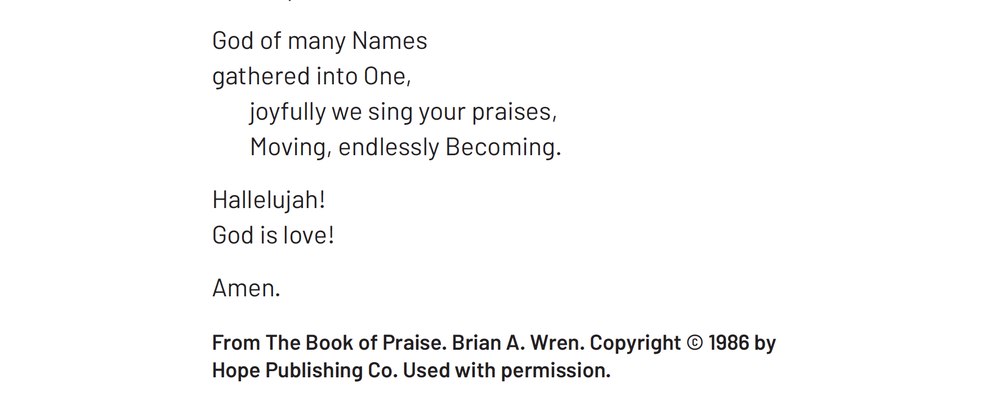 God of many Names
gathered into One,
joyfully we sing your praises,
Moving, endlessly Becoming.
Hallelujah!
God is love!
Amen.
From The Book of Praise. Brian A. Wren. Copyright © 1986 by
Hope Publishing Co. Used with permission.